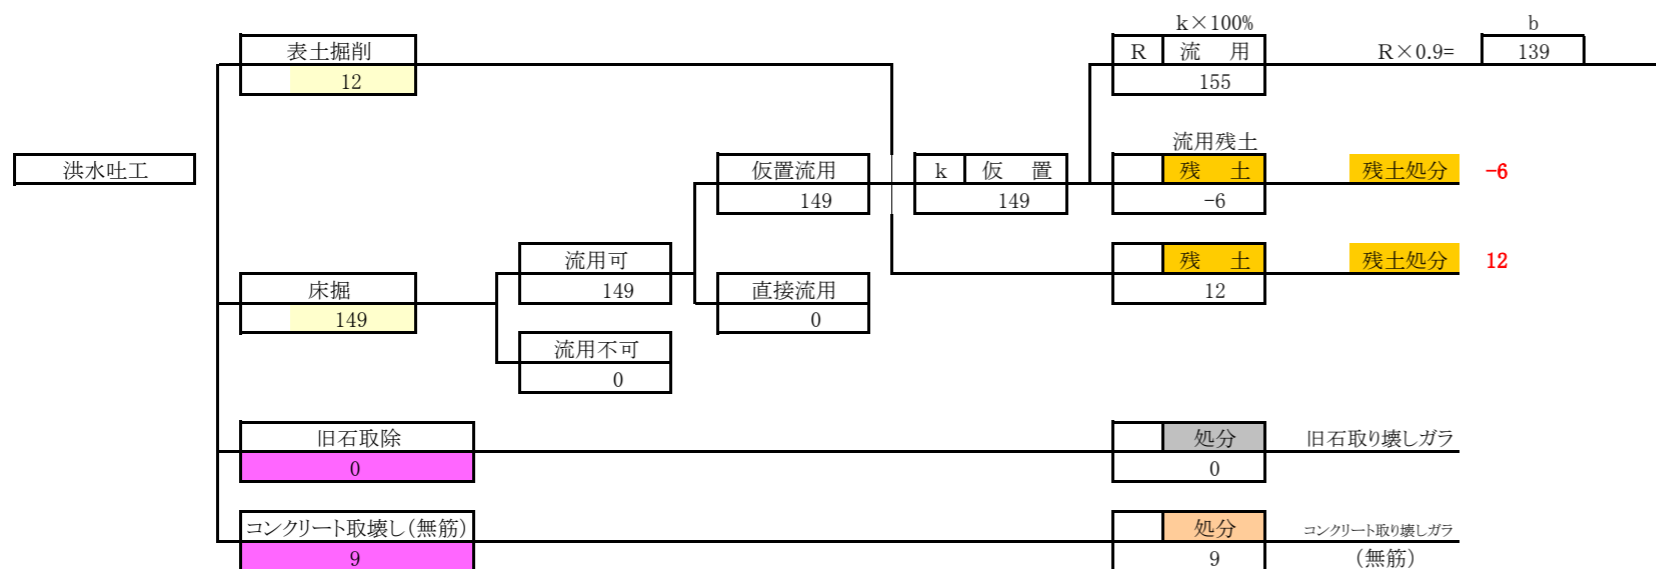 k×100%
b
表土掘削
R 流 用
R×0.9=
139
12
155
流用残土
洪水吐工
仮置流用
k 仮 置
残 土
残土処分
-6
149
149
-6
流用可
残 土
残土処分
12
床掘
149
直接流用
12
149
0
流用不可
0
旧石取除
処分
旧石取り壊しガラ
0
0
コンクリート取壊し(無筋)
処分
コンクリート取り壊しガラ
9
9
(無筋)